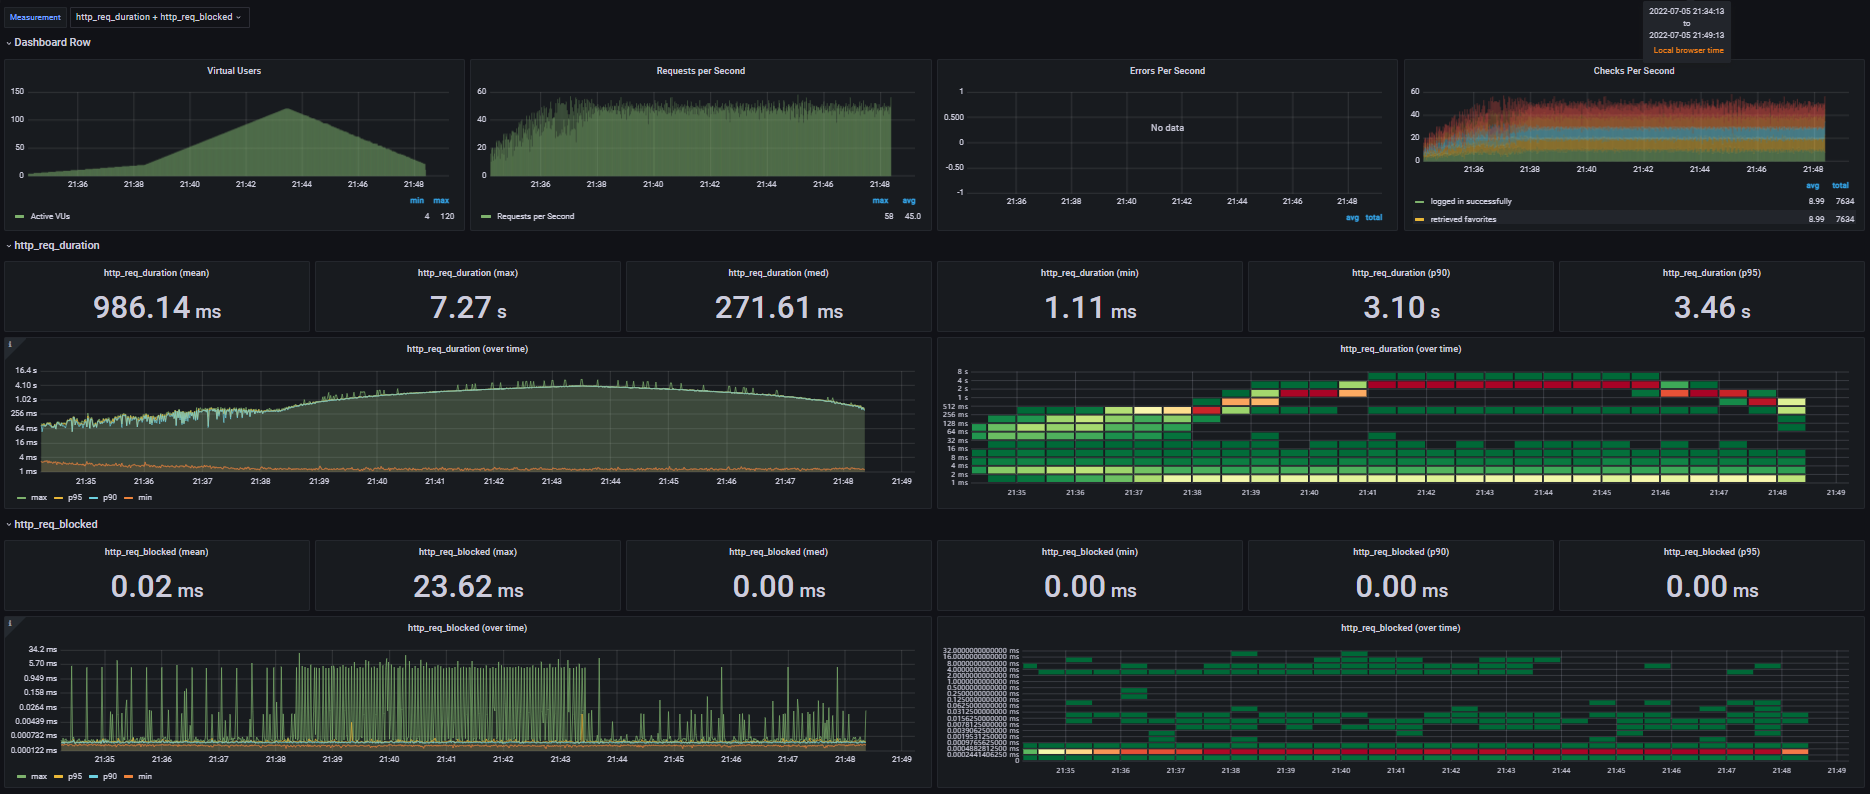 Measurement http_req_duration + http_req_blocked
2022-07-05 21:34:13
to
2022-07-05 21:49:13
Local browser time
Dashboard Row
Virtual Users
150
100
50
0
21:36 21:38 21:40 21:42 21:44 21:46 21:48
min max
Active VUs 4 120
Requests per Second
60
40
20
0
21:36 21:38 21:40 21:42 21:44 21:46 21:48
max avg
Requests per Second 58 45.0
Errors Per Second
1
0.500
0
-0.50
-1
No data
21:36 21:38 21:40 21:42 21:44 21:46 21:48
avg total
Checks Per Second
60
40
20
0
21:36 21:38 21:40 21:42 21:44 21:46 21:48
avg total
logged in successfully 8.99 7634
retrieved favorites 8.99 7634
http_req_duration
http_req_duration (mean)
986.14 ms
http_req_duration (max)
7.27 s
http_req_duration (med)
271.61 ms
http_req_duration (min)
1.11 ms
http_req_duration (p90)
3.10 s
http_req_duration (p95)
3.46 s
i
http_req_duration (over time)
16.4 s
4.10 s
1.02 s
256 ms
64 ms
16 ms
4 ms
1 ms
21:35 21:36 21:37 21:38 21:39 21:40 21:41 21:42 21:43 21:44 21:45 21:46 21:47 21:48 21:49
max p95 p90 min
http_req_duration (over time)
8 s
4 s
2 s
1 s
512 ms
256 ms
128 ms
64 ms
32 ms
16 ms
8 ms
4 ms
2 ms
1 ms
21:35 21:36 21:37 21:38 21:39 21:40 21:41 21:42 21:43 21:44 21:45 21:46 21:47 21:48 21:49
http_req_blocked
http_req_blocked (mean)
0.02 ms
http_req_blocked (max)
23.62 ms
http_req_blocked (med)
0.00 ms
http_req_blocked (min)
0.00 ms
http_req_blocked (p90)
0.00 ms
http_req_blocked (p95)
0.00 ms
i
http_req_blocked (over time)
34.2 ms
5.70 ms
0.949 ms
0.158 ms
0.0264 ms
0.00439 ms
0.000732 ms
0.000122 ms
21:35 21:36 21:37 21:38 21:39 21:40 21:41 21:42 21:43 21:44 21:45 21:46 21:47 21:48 21:49
max p95 p90 min
http_req_blocked (over time)
32.0000000000000 ms
16.0000000000000 ms
8.0000000000000 ms
4.0000000000000 ms
2.0000000000000 ms
1.0000000000000 ms
0.5000000000000 ms
0.2500000000000 ms
0.1250000000000 ms
0.0625000000000 ms
0.0312500000000 ms
0.0156250000000 ms
0.0078125000000 ms
0.0039062500000 ms
0.0019531250000 ms
0.0009765625000 ms
0.0004882812500 ms
0.0002441406250 ms
0
21:35 21:36 21:37 21:38 21:39 21:40 21:41 21:42 21:43 21:44 21:45 21:46 21:47 21:48 21:49